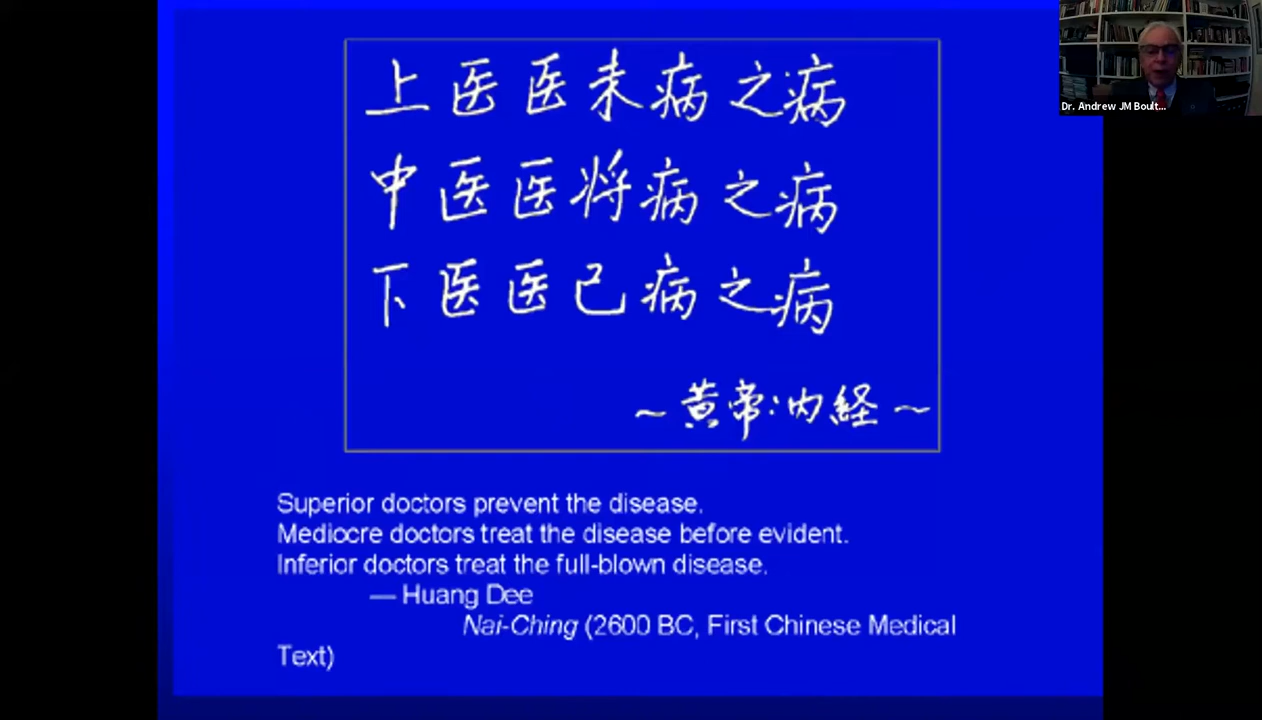 上医医未病之病
中医医将病之病
下医医已病之病
~黄帝:内経~
Superior doctors prevent the disease.
Mediocre doctors treat the disease before evident.
Inferior doctors treat the full-blown disease.
— Huang Dee
Nai-Ching (2600 BC, First Chinese Medical
Text)
Dr. Andrew JM Boult...